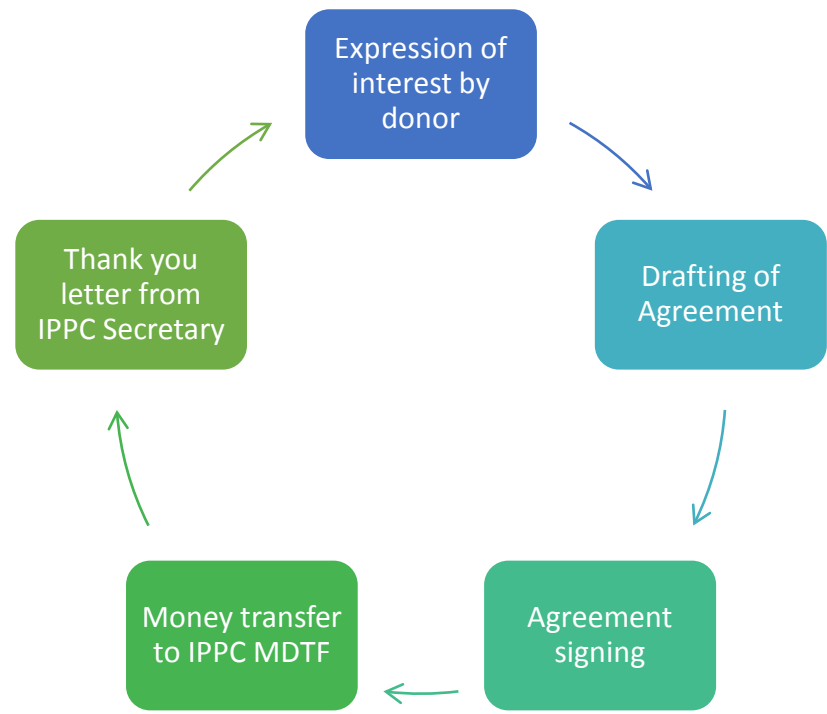 Expression of
interest by
donor
Drafting of
Agreement
Agreement
signing
Money transfer
to IPPC MDTF
Thank you
letter from
IPPC Secretary